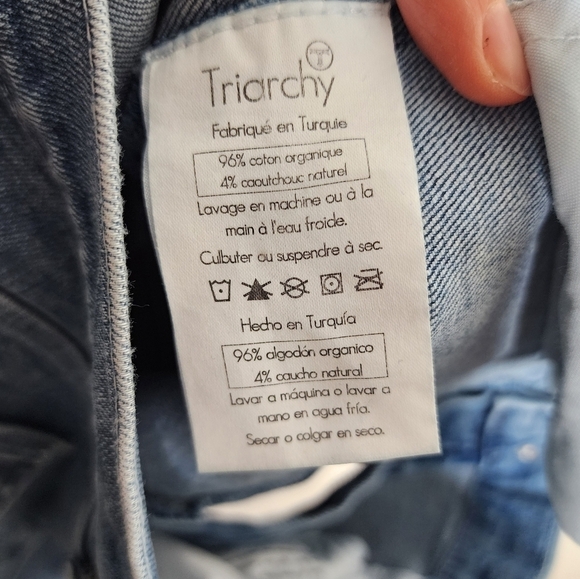 T
Triarchy
Fabriqué en Turquie
96% coton organique
4% caoutchouc naturel
Lavage en machine ou à la
main à l'eau froide.
Culbuter ou suspendre à sec.
Hecho en Turquía
96% algodón organico
4% caucho natural
Lavar a máquina o lavar a
mano en agua fría.
Secar o colgar en seco.